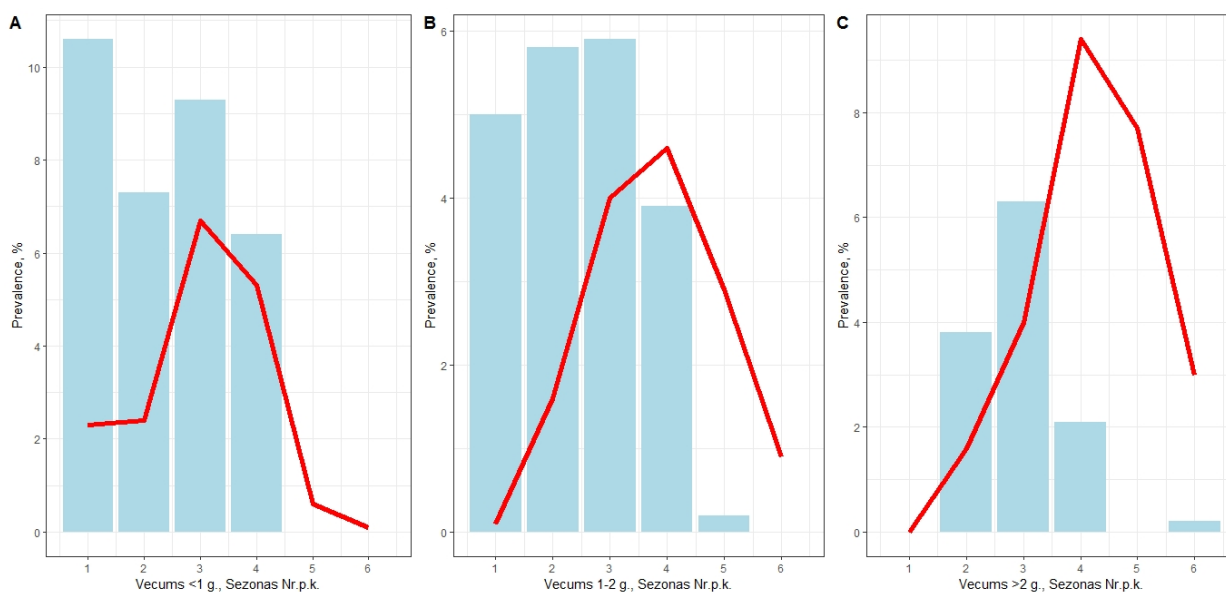 A
Prevalence, %
10
8
6
4
2
0
1 2 3 4 5 6
Vecums <1 g., Sezonas Nr.p.k.
B
Prevalence, %
6
4
2
0
1 2 3 4 5 6
Vecums 1-2 g., Sezonas Nr.p.k.
C
Prevalence, %
8
6
4
2
0
1 2 3 4 5 6
Vecums >2 g., Sezonas Nr.p.k.